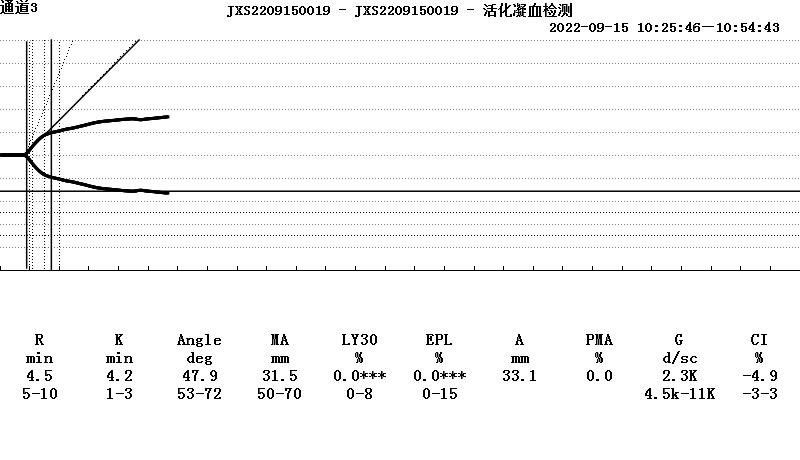 通道3
JXS2209150019 - JXS2209150019 - 活化凝血检测
2022-09-15 10:25:46—10:54:43
R K Angle MA LY30 EPL A PMA G CI
min min deg mm % % mm % d/sc %
4.5 4.2 47.9 31.5 0.0*** 0.0*** 33.1 0.0 2.3K -4.9
5-10 1-3 53-72 50-70 0-8 0-15 4.5k-11K -3-3